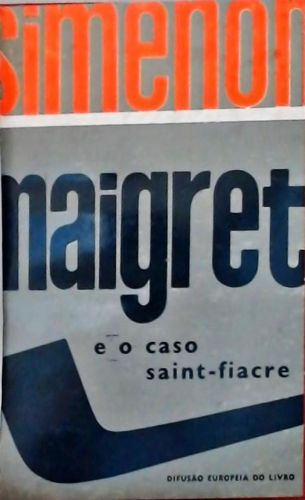 simenon
maigret
e o caso
saint-fiacre
DIFUSÃO EUROPEIA DO LIVRO